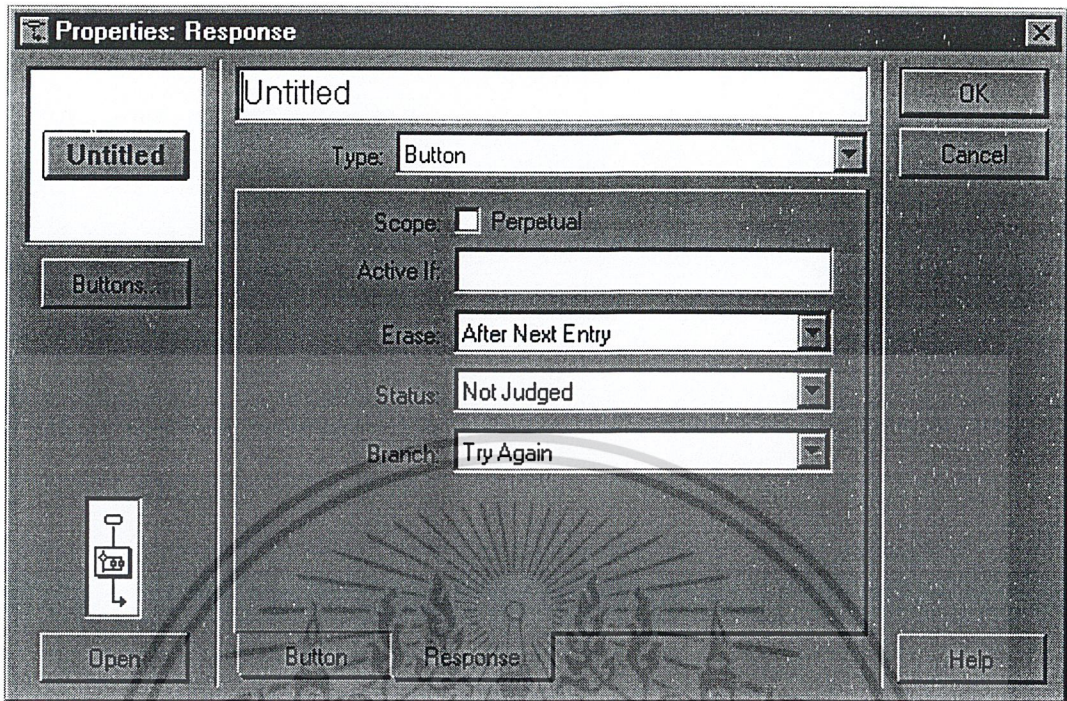 Properties: Response
Untitled
OK
Untitled
Type: Button
Cancel
Scope: Perpetual
Buttons...
Active If:
Erase: After Next Entry
Status: Not Judged
Branch: Try Again
Open
Button
Response
Help